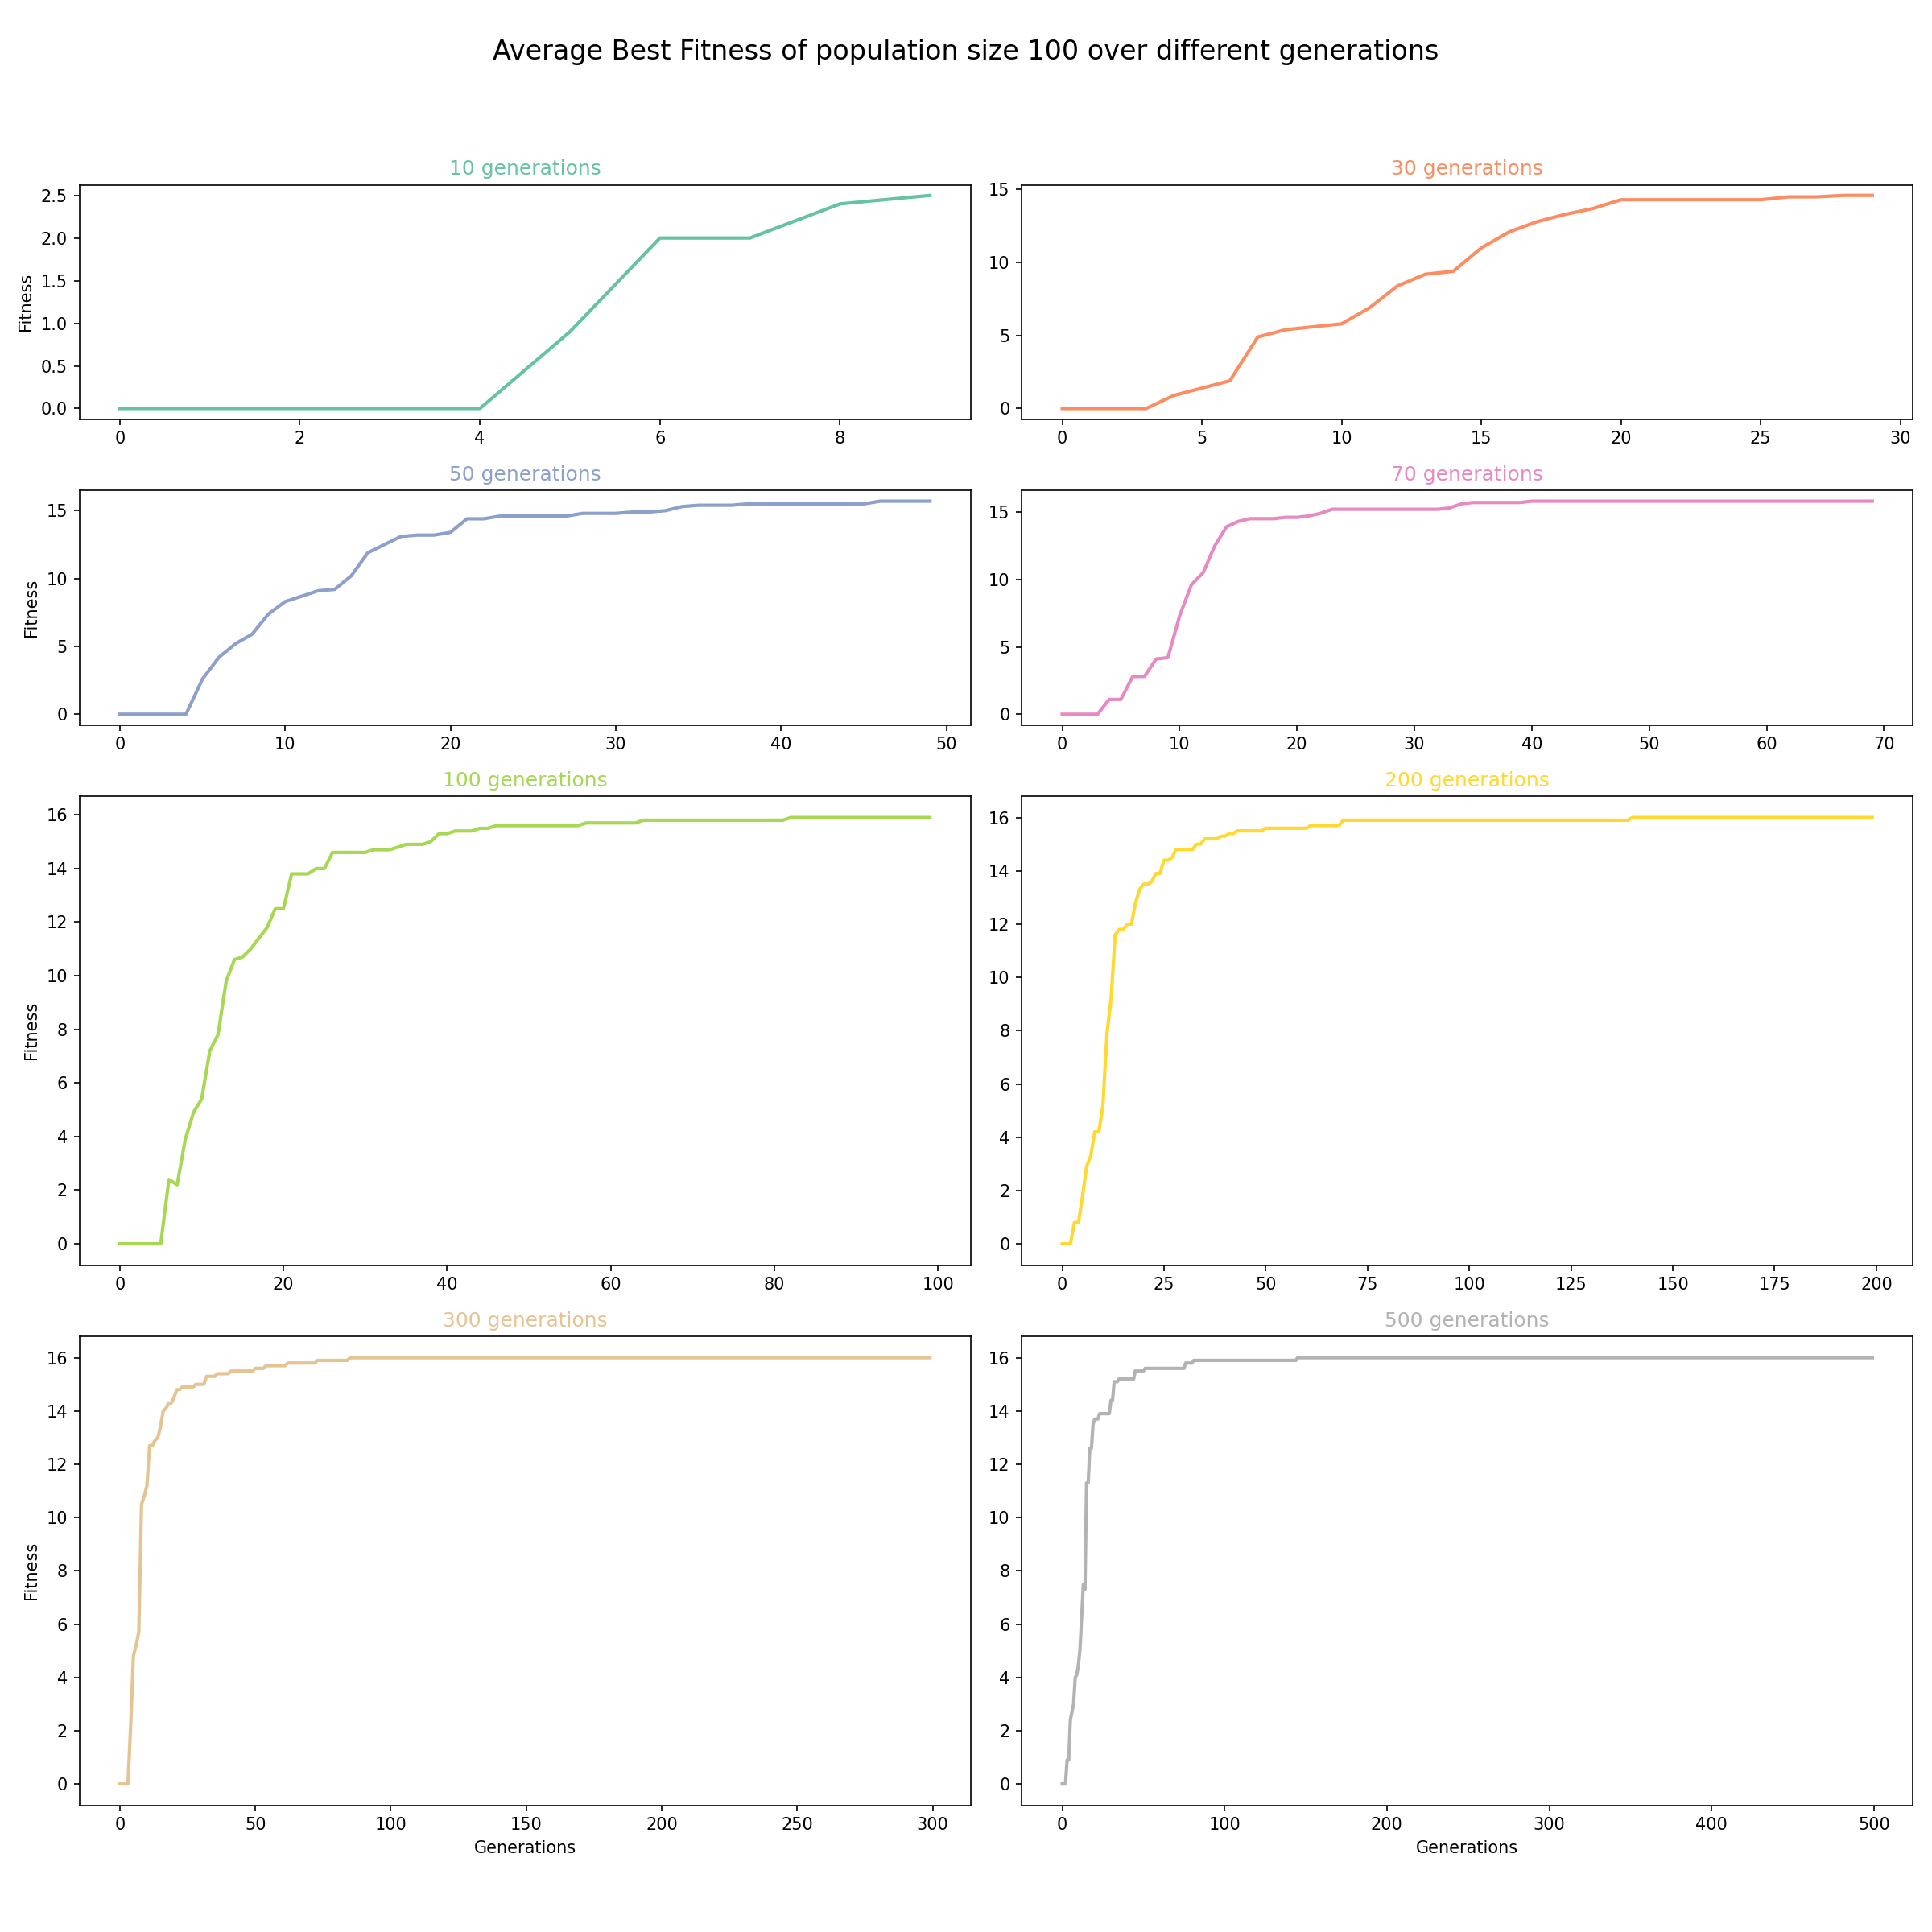 Average Best Fitness of population size 100 over different generations
10 generations
2.5
2.0
1.5
1.0
0.5
0.0
Fitness
0 2 4 6 8
30 generations
15
10
5
0
0 5 10 15 20 25 30
50 generations
15
10
5
0
Fitness
0 10 20 30 40 50
70 generations
15
10
5
0
0 10 20 30 40 50 60 70
100 generations
16
14
12
10
8
6
4
2
0
Fitness
0 20 40 60 80 100
200 generations
16
14
12
10
8
6
4
2
0
0 25 50 75 100 125 150 175 200
300 generations
16
14
12
10
8
6
4
2
0
Fitness
0 50 100 150 200 250 300
Generations
500 generations
16
14
12
10
8
6
4
2
0
0 100 200 300 400 500
Generations